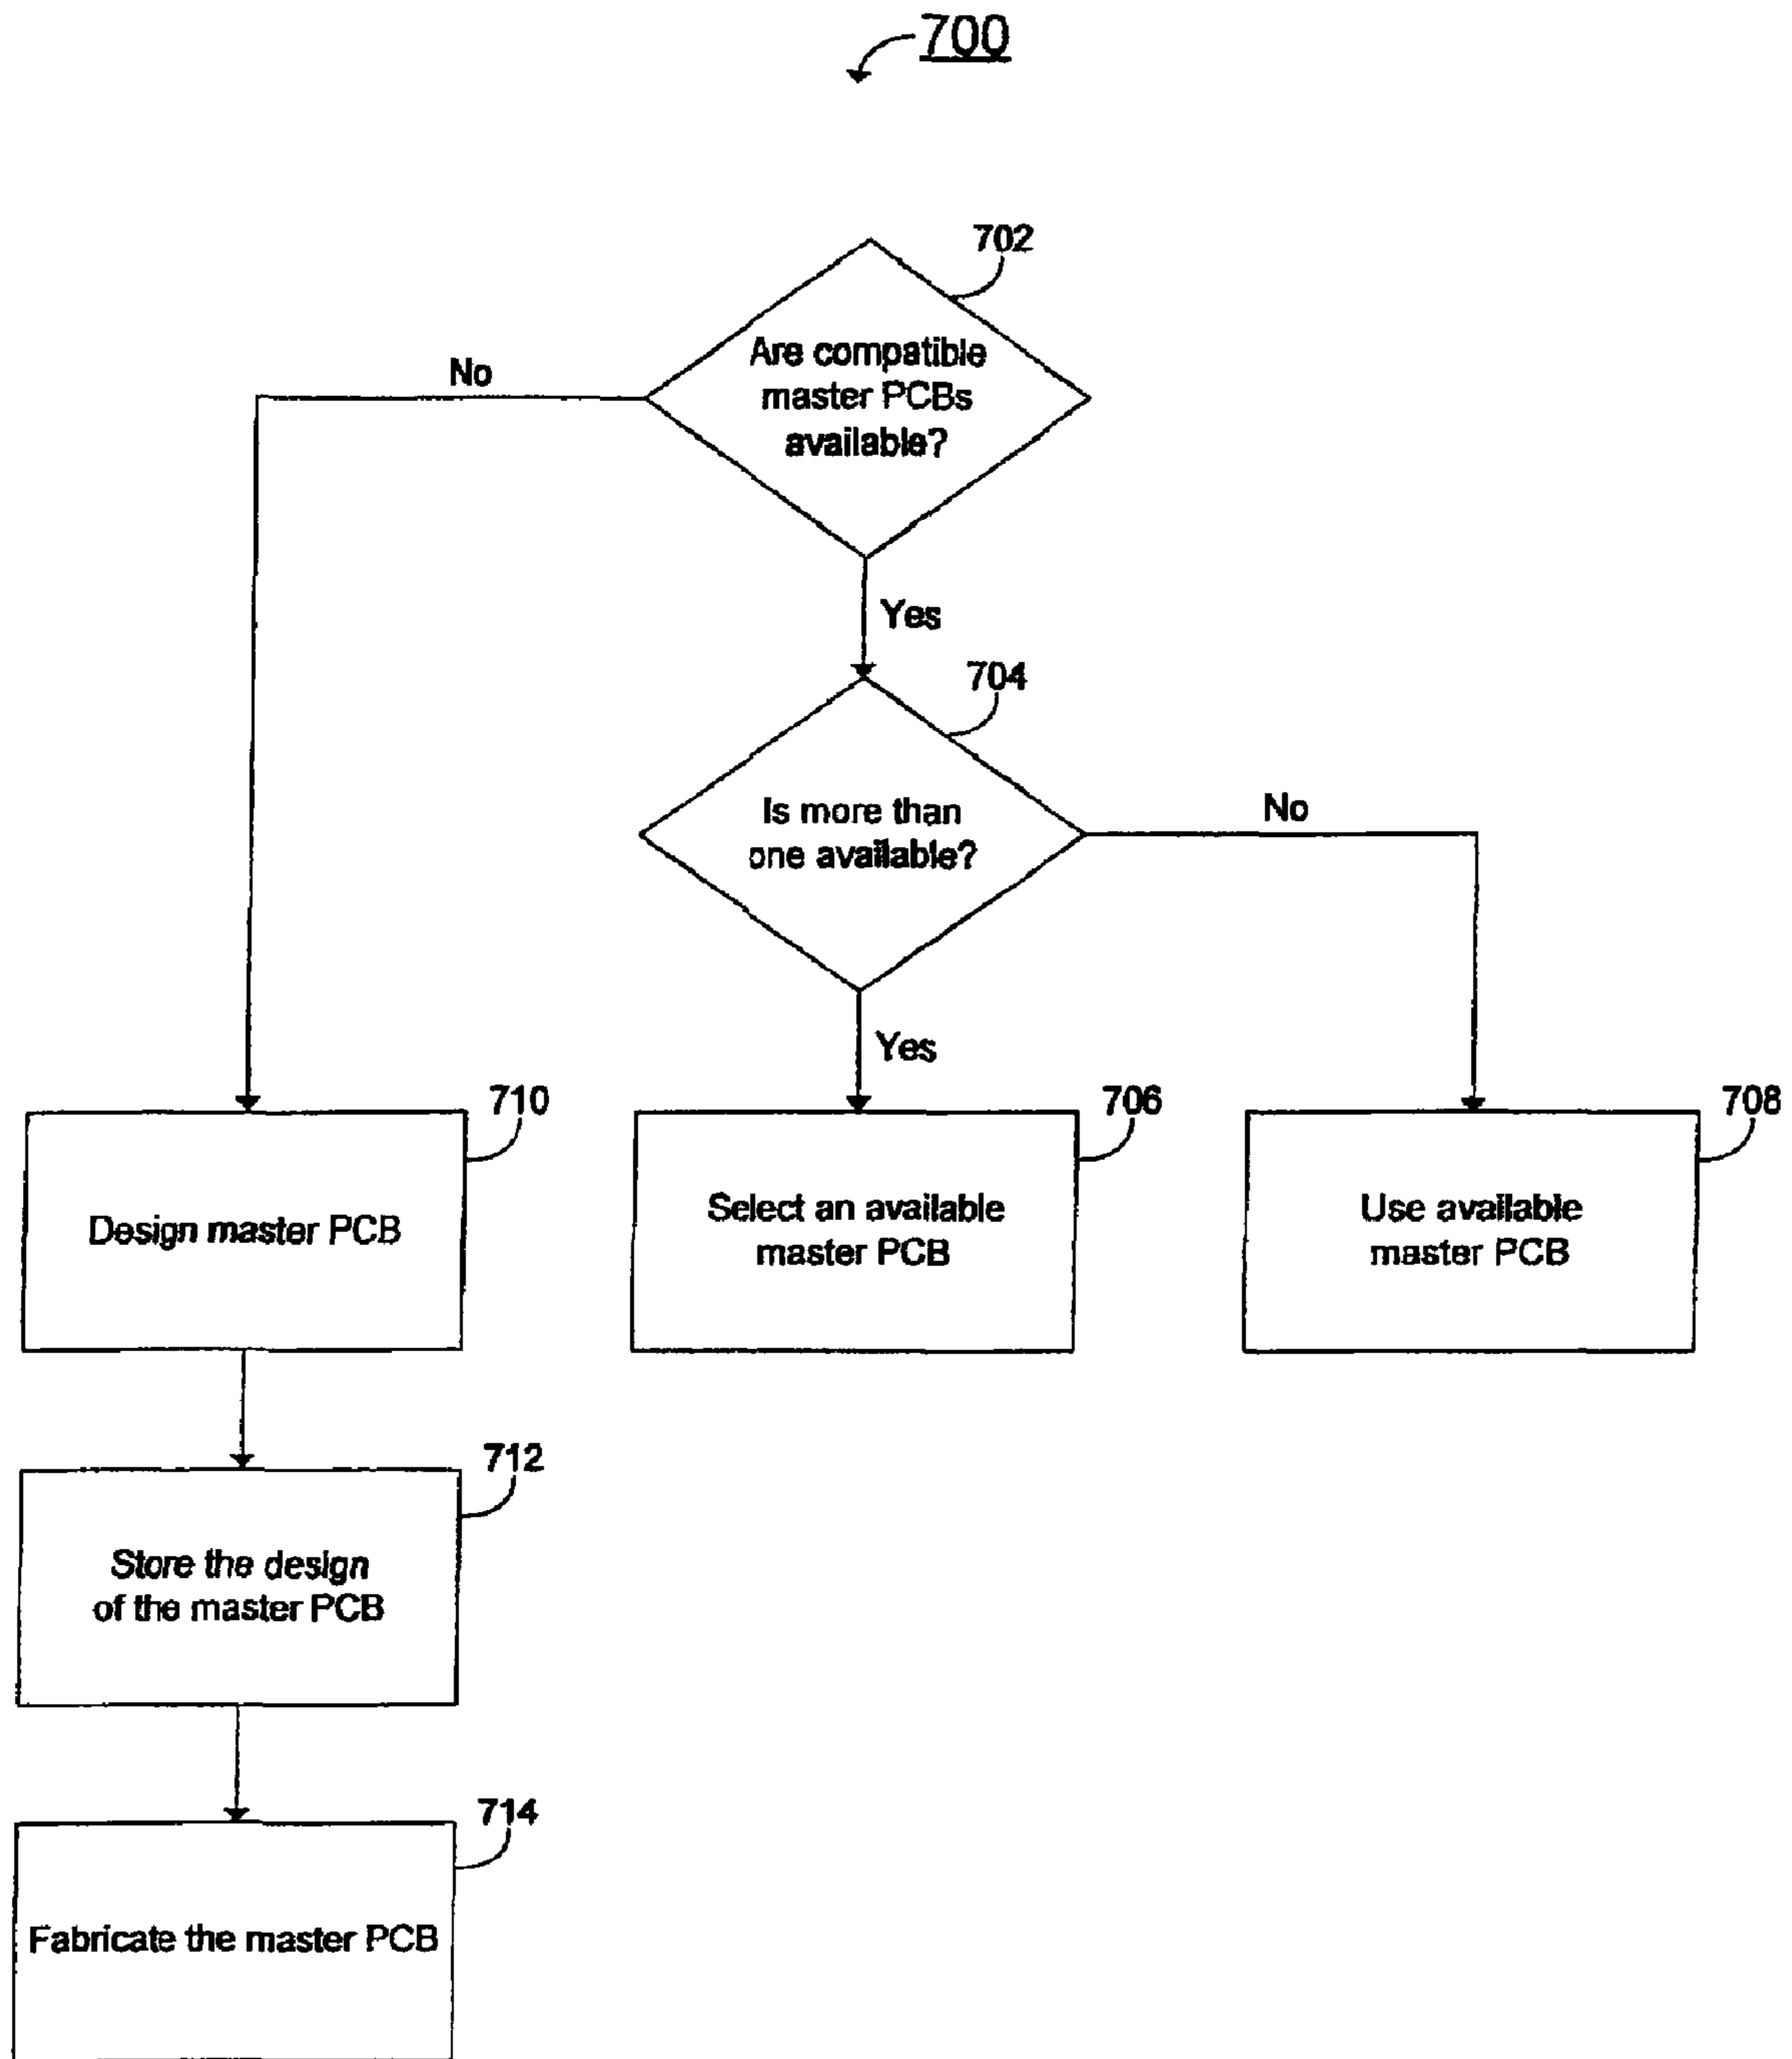 700
702
Are compatible
master PCBs
available?
No
Yes
704
Is more than
one available?
No
Yes
710
Design master PCB
706
Select an available
master PCB
708
Use available
master PCB
712
Store the design
of the master PCB
714
Fabricate the master PCB